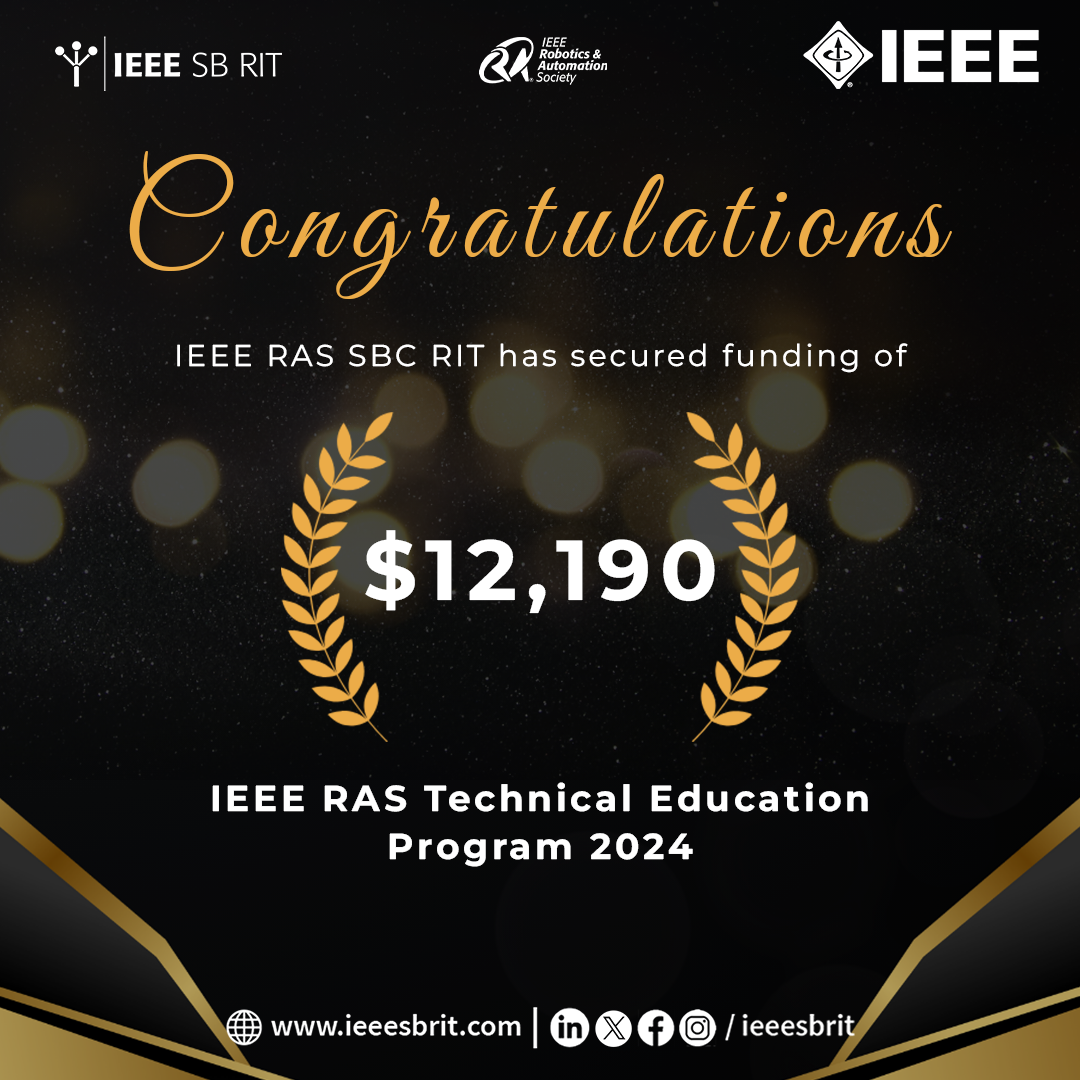 IEEE SB RIT
IEEE
Robotics &
Automation
Society
IEEE
Congratulations
IEEE RAS SBC RIT has secured funding of
$12,190
IEEE RAS Technical Education
Program 2024
www.ieeesbrit.com | / ieeesbrit